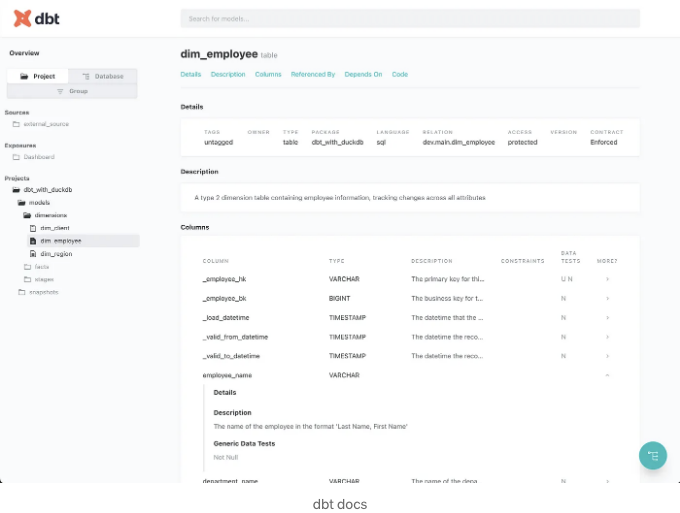 dbt
Search for models...
Overview
Project
Database
Group
Sources
external_source
Exposures
Dashboard
Projects
dbt_with_duckdb
models
dimensions
dim_client
dim_employee
dim_region
facts
stages
snapshots
dim_employee table
Details Description Columns Referenced By Depends On Code
Details
TAGS OWNER TYPE PACKAGE LANGUAGE RELATION ACCESS VERSION CONTRACT
untagged table dbt_with_duckdb sql dev.main.dim_employee protected Enforced
Description
A type 2 dimension table containing employee information, tracking changes across all attributes
Columns
COLUMN TYPE DESCRIPTION CONSTRAINTS DATA TESTS MORE?
_employee_hk VARCHAR The primary key for thi... U N
_employee_bk BIGINT The business key for t... N
_load_datetime TIMESTAMP The datetime that the ... N
_valid_from_datetime TIMESTAMP The datetime the reco... N
_valid_to_datetime TIMESTAMP The datetime the reco... N
employee_name VARCHAR
Details
Description
The name of the employee in the format 'Last Name, First Name'
Generic Data Tests
Not Null
department_name VARCHAR The name of the depa... N
dbt docs